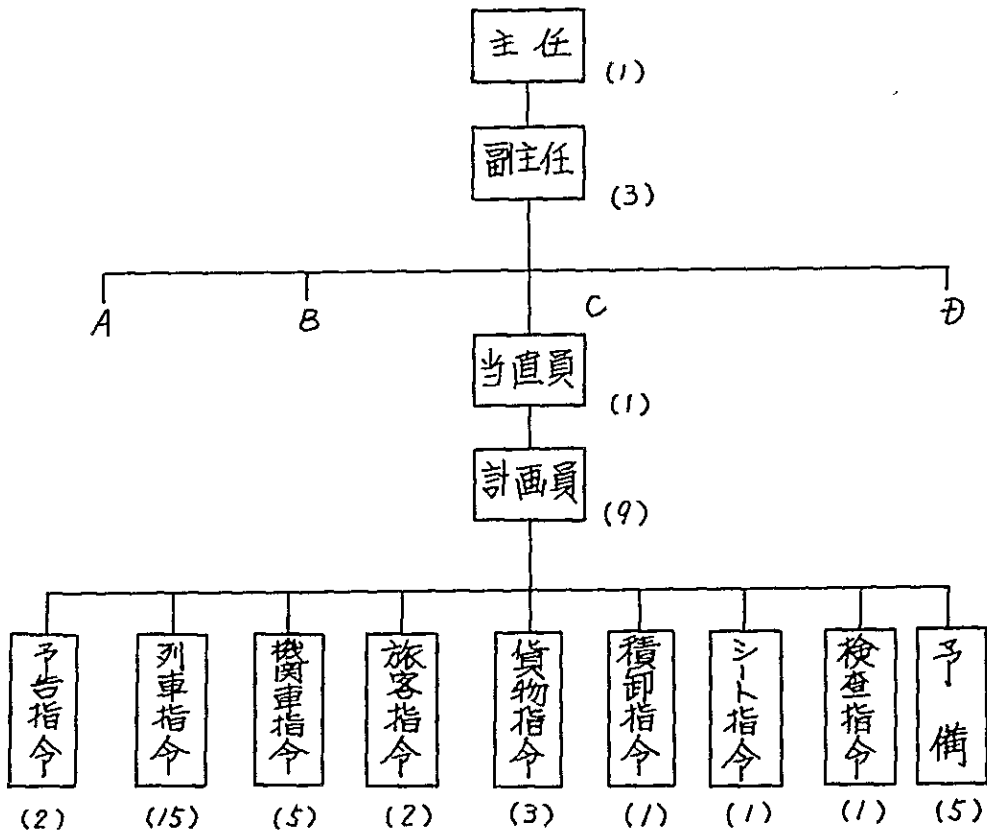 主任
(1)
副主任
(3)
A
B
C
D
当直員
(1)
計画員
(9)
予告指令
列車指令
機関車指令
旅客指令
貨物指令
積卸指令
シート指令
検査指令
予備
(2)
(15)
(5)
(2)
(3)
(1)
(1)
(1)
(5)